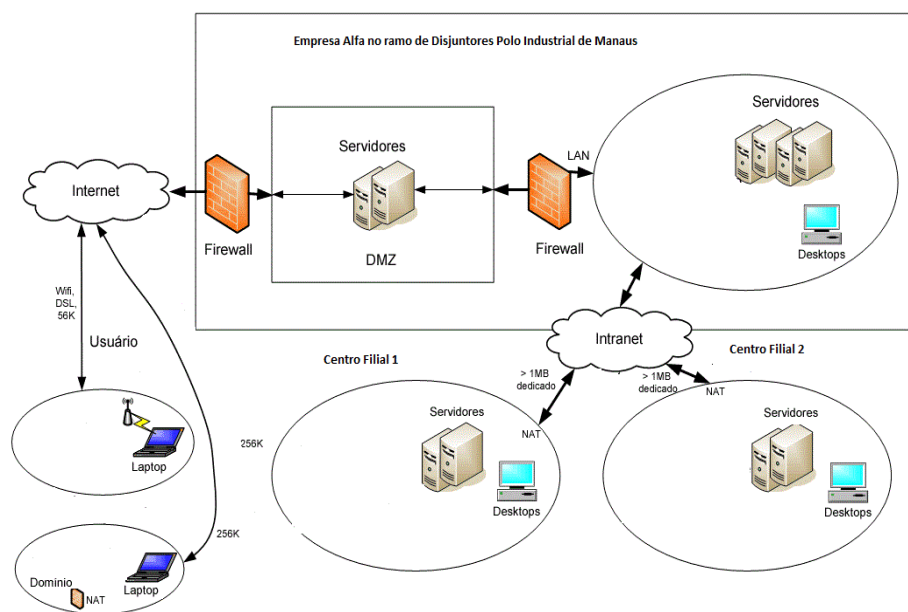 Empresa Alfa no ramo de Disjuntores Polo Industrial de Manaus
Servidores
Servidores
LAN
Internet
Firewall
DMZ
Firewall
Desktops
Wifi,
DSL,
56K
Usuário
Intranet
Centro Filial 1
Centro Filial 2
> 1MB
dedicado
> 1MB
dedicado
NAT
NAT
Servidores
Servidores
256K
Laptop
Desktops
Desktops
256K
Laptop
Domínio
NAT